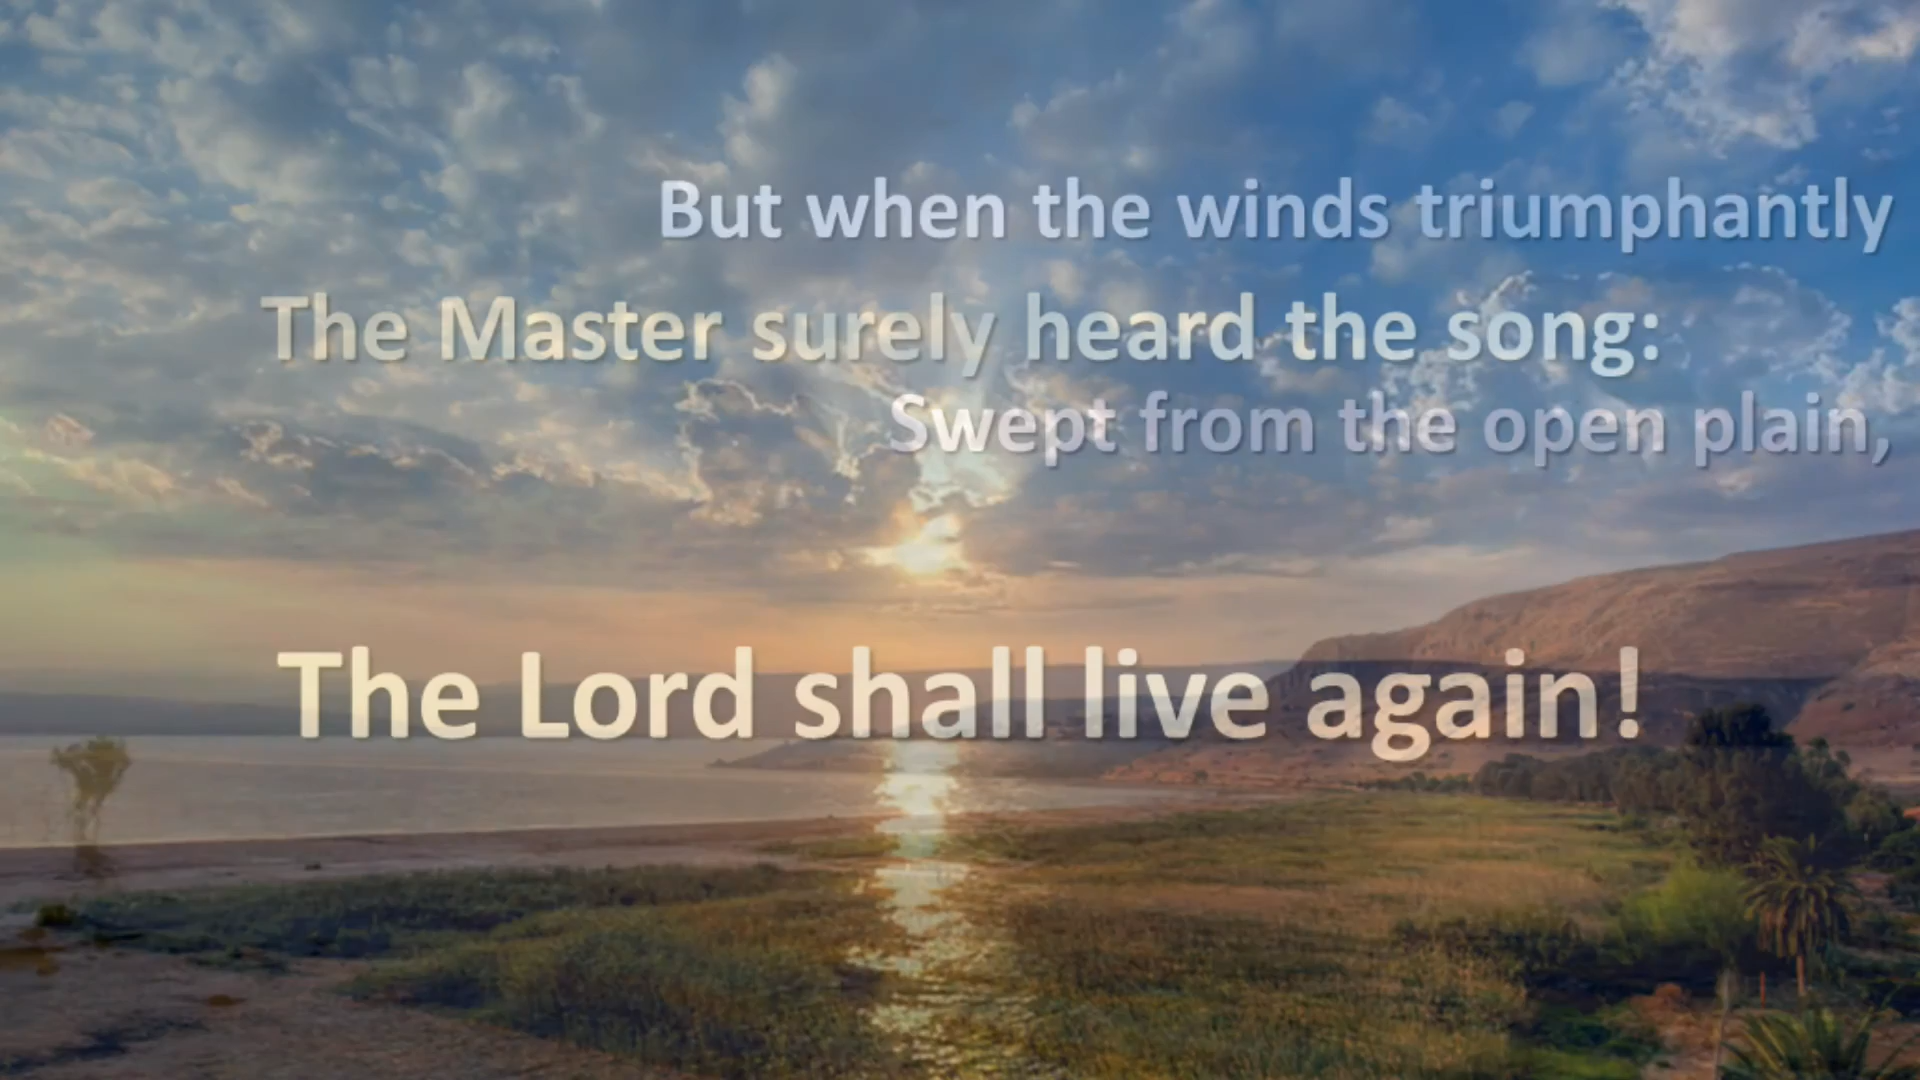 But when the winds triumphantly
The Master surely heard the song:
Swept from the open plain,
The Lord shall live again!